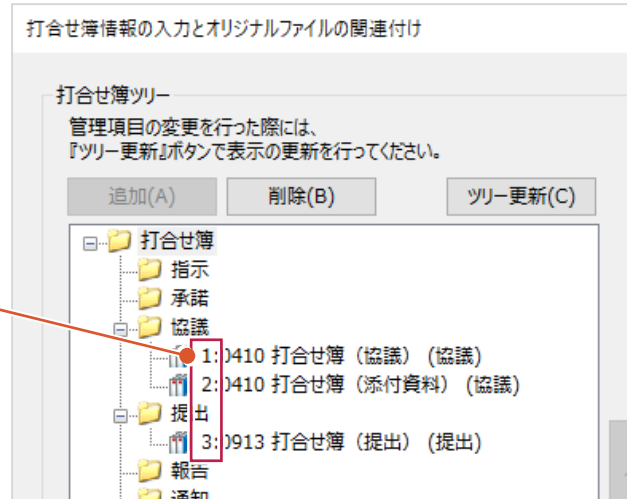 打合せ簿情報の入力とオリジナルファイルの関連付け
打合せ簿ツリー
管理項目の変更を行った際には、
『ツリー更新』ボタンで表示の更新を行ってください。
追加(A) 削除(B) ツリー更新(C)
打合せ簿
指示
承諾
協議
1:0410 打合せ簿（協議） (協議)
2:0410 打合せ簿（添付資料） (協議)
提出
3:0913 打合せ簿（提出） (提出)
報告
通知